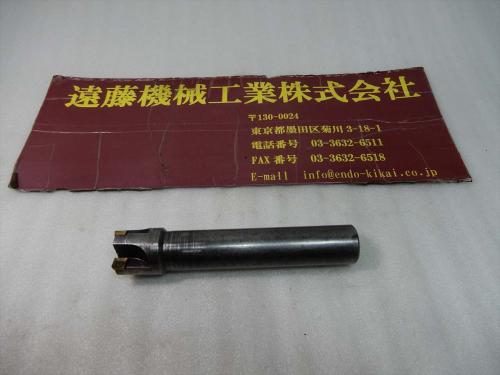 遠藤機械工業株式会社
〒130-0024
東京都墨田区菊川 3-18-1
電話番号 03-3632-6511
FAX 番号 03-3632-6518
E-mail info@endo-kikai.co.jp